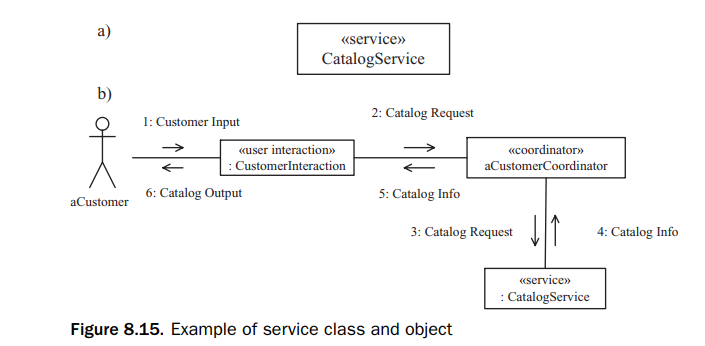 a)
«service»
CatalogService
b)
1: Customer Input
2: Catalog Request
«user interaction»
: CustomerInteraction
«coordinator»
aCustomerCoordinator
aCustomer
6: Catalog Output
5: Catalog Info
3: Catalog Request
4: Catalog Info
«service»
: CatalogService
Figure 8.15. Example of service class and object